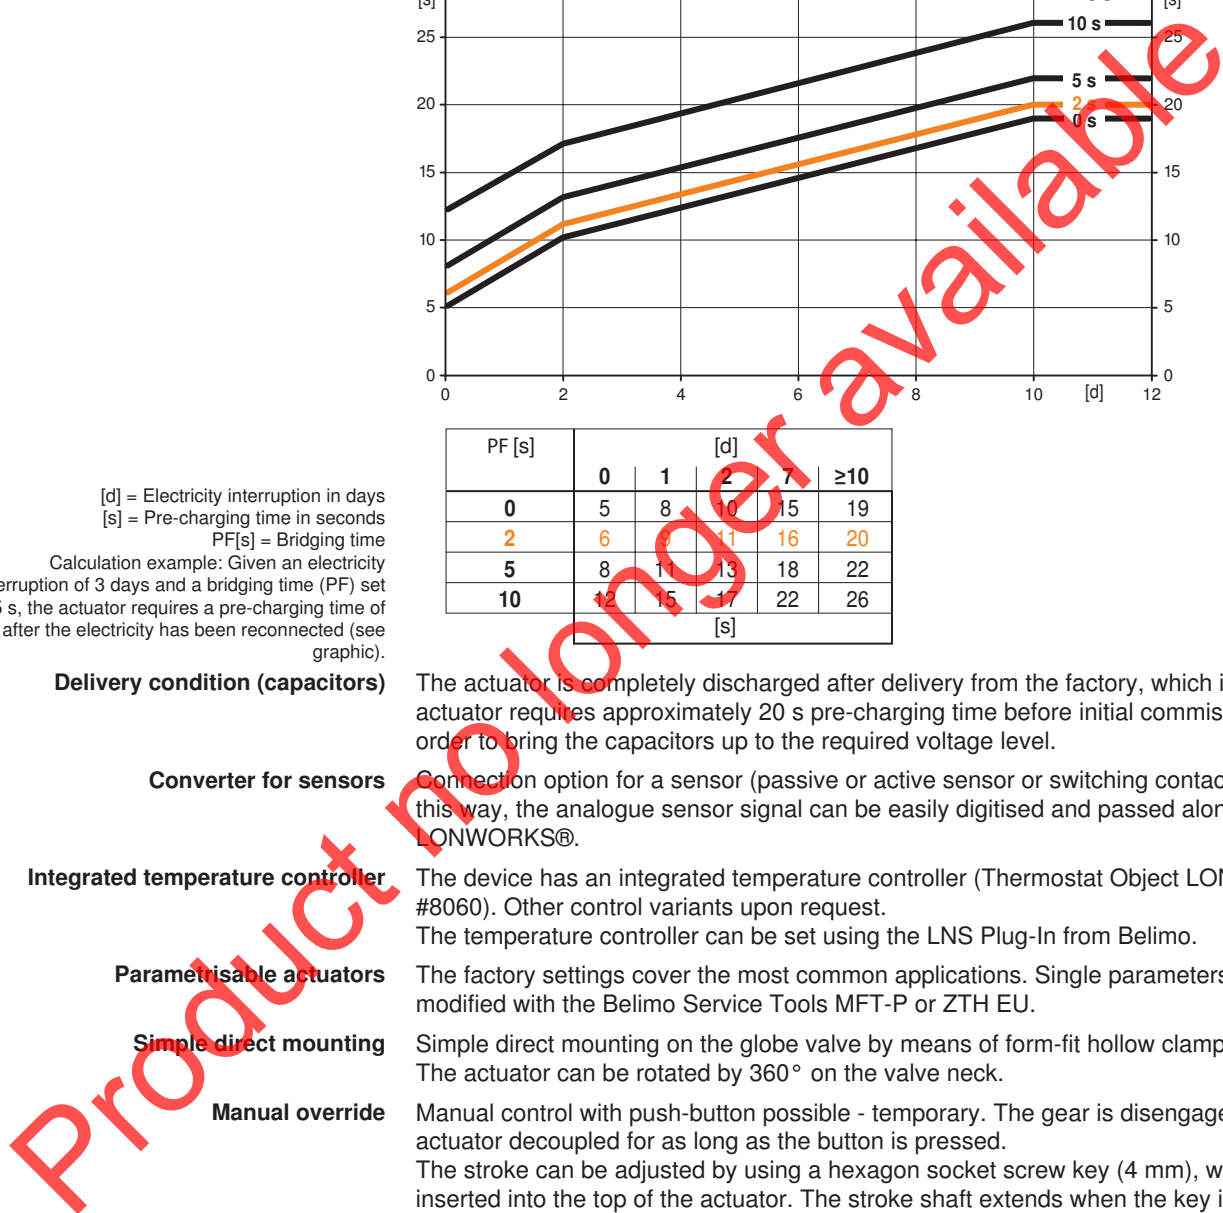 [s] [s]
10 s
25 25
5 s
20 2 s 20
0 s
15 15
10 10
5 5
0 0
0 2 4 6 8 10 [d] 12
PF [s] [d]
0 1 2 7 ≥10
0 5 8 10 15 19
2 6 9 11 16 20
5 8 11 13 18 22
10 12 15 17 22 26
[s]
[d] = Electricity interruption in days
[s] = Pre-charging time in seconds
PF[s] = Bridging time
Calculation example: Given an electricity
erruption of 3 days and a bridging time (PF) set
5 s, the actuator requires a pre-charging time of
after the electricity has been reconnected (see
graphic).
Delivery condition (capacitors) The actuator is completely discharged after delivery from the factory, which i
actuator requires approximately 20 s pre-charging time before initial commis
order to bring the capacitors up to the required voltage level.
Converter for sensors Connection option for a sensor (passive or active sensor or switching contac
this way, the analogue sensor signal can be easily digitised and passed alon
LONWORKS®.
Integrated temperature controller The device has an integrated temperature controller (Thermostat Object LON
#8060). Other control variants upon request.
The temperature controller can be set using the LNS Plug-In from Belimo.
Parametrisable actuators The factory settings cover the most common applications. Single parameters
modified with the Belimo Service Tools MFT-P or ZTH EU.
Simple direct mounting Simple direct mounting on the globe valve by means of form-fit hollow clamp
The actuator can be rotated by 360° on the valve neck.
Manual override Manual control with push-button possible - temporary. The gear is disengage
actuator decoupled for as long as the button is pressed.
The stroke can be adjusted by using a hexagon socket screw key (4 mm), w
inserted into the top of the actuator. The stroke shaft extends when the key i
Product no longer available